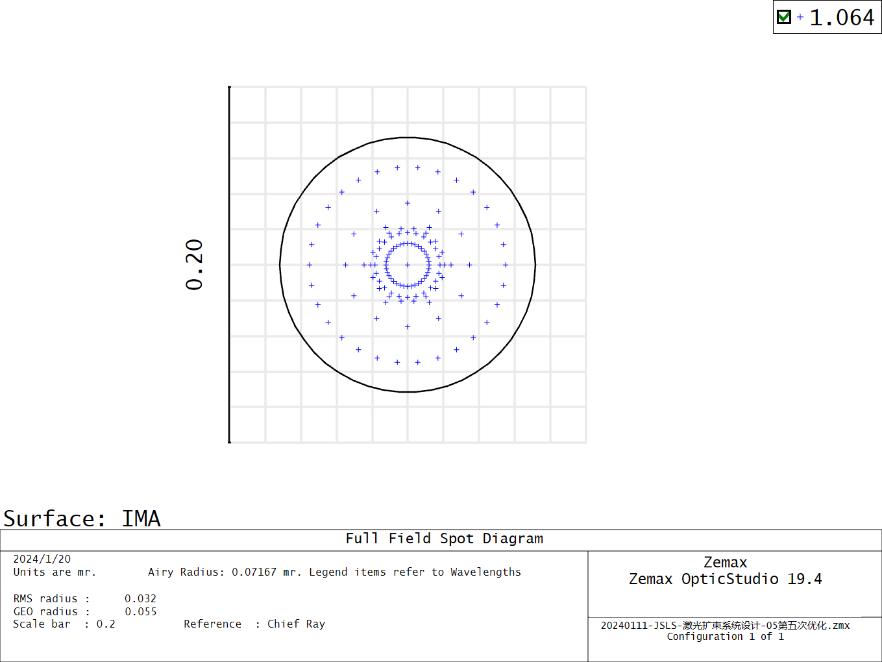 1.064
0.20
Surface: IMA
Full Field Spot Diagram
2024/1/20
Units are mr. Airy Radius: 0.07167 mr. Legend items refer to Wavelengths
RMS radius : 0.032
GEO radius : 0.055
Scale bar : 0.2 Reference : Chief Ray
Zemax
Zemax OpticStudio 19.4
20240111-JSLS-激光扩束系统设计-05第五次优化.zmx
Configuration 1 of 1